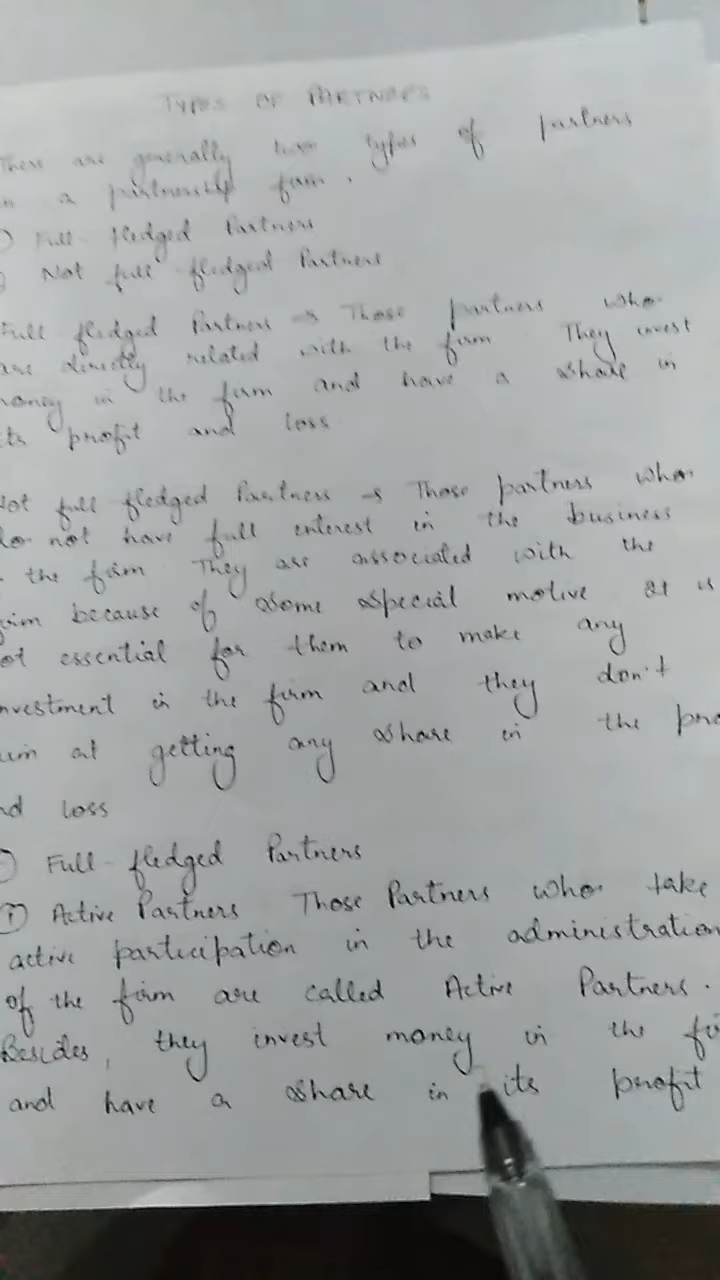 TYPES OF PARTNERS
There are generally two types of partners
a partnership firm.
Full-fledged Partners
Not full-fledged Partners
Full fledged Partners → Those partners who
are directly related with the firm They invest
money in the firm and have a share in
its profit and loss
Not full fledged Partners → Those partners who
do not have full interest in the business
the firm They are associated with the
firm because of some special motive It is
not essential for them to make any
investment in the firm and they don't
aim at getting any share in the
and loss
Full-fledged Partners
(i) Active Partners Those Partners who take
active participation in the administration
of the firm are called Active Partners.
Besides, they invest money in the fi
and have a share in its profit